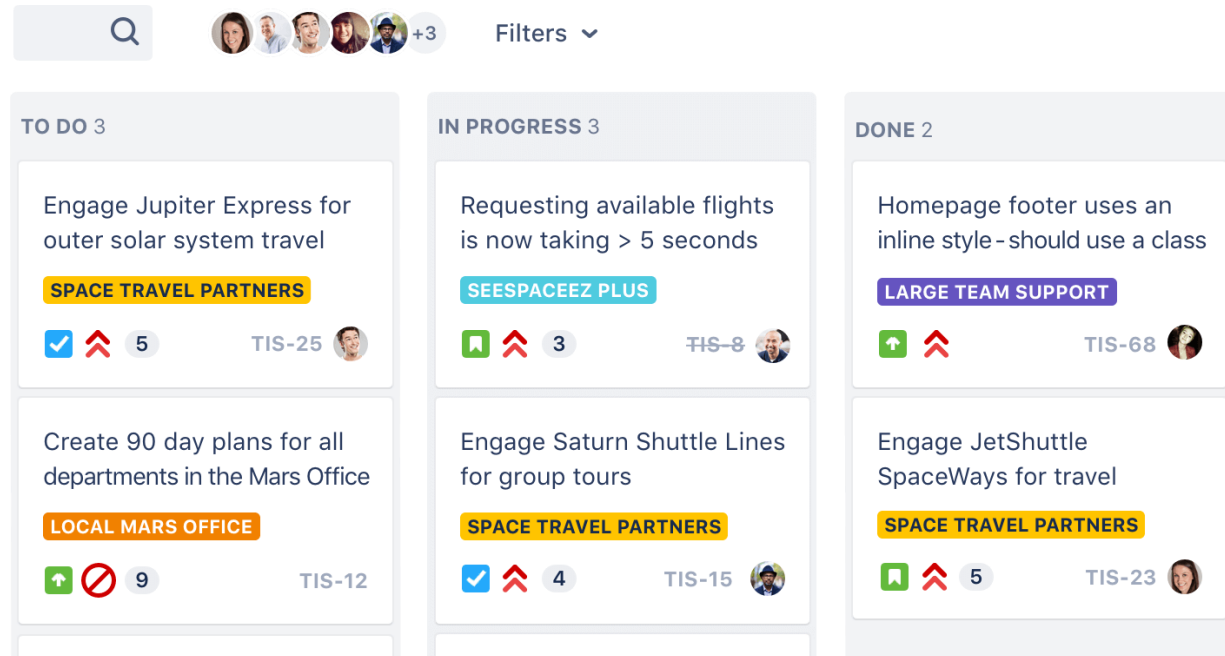 +3
Filters
TO DO 3
Engage Jupiter Express for
outer solar system travel
SPACE TRAVEL PARTNERS
5
TIS-25
Create 90 day plans for all
departments in the Mars Office
LOCAL MARS OFFICE
9
TIS-12
IN PROGRESS 3
Requesting available flights
is now taking > 5 seconds
SEESPACEEZ PLUS
3
TIS-8
Engage Saturn Shuttle Lines
for group tours
SPACE TRAVEL PARTNERS
4
TIS-15
DONE 2
Homepage footer uses an
inline style-should use a class
LARGE TEAM SUPPORT
TIS-68
Engage JetShuttle
SpaceWays for travel
SPACE TRAVEL PARTNERS
5
TIS-23